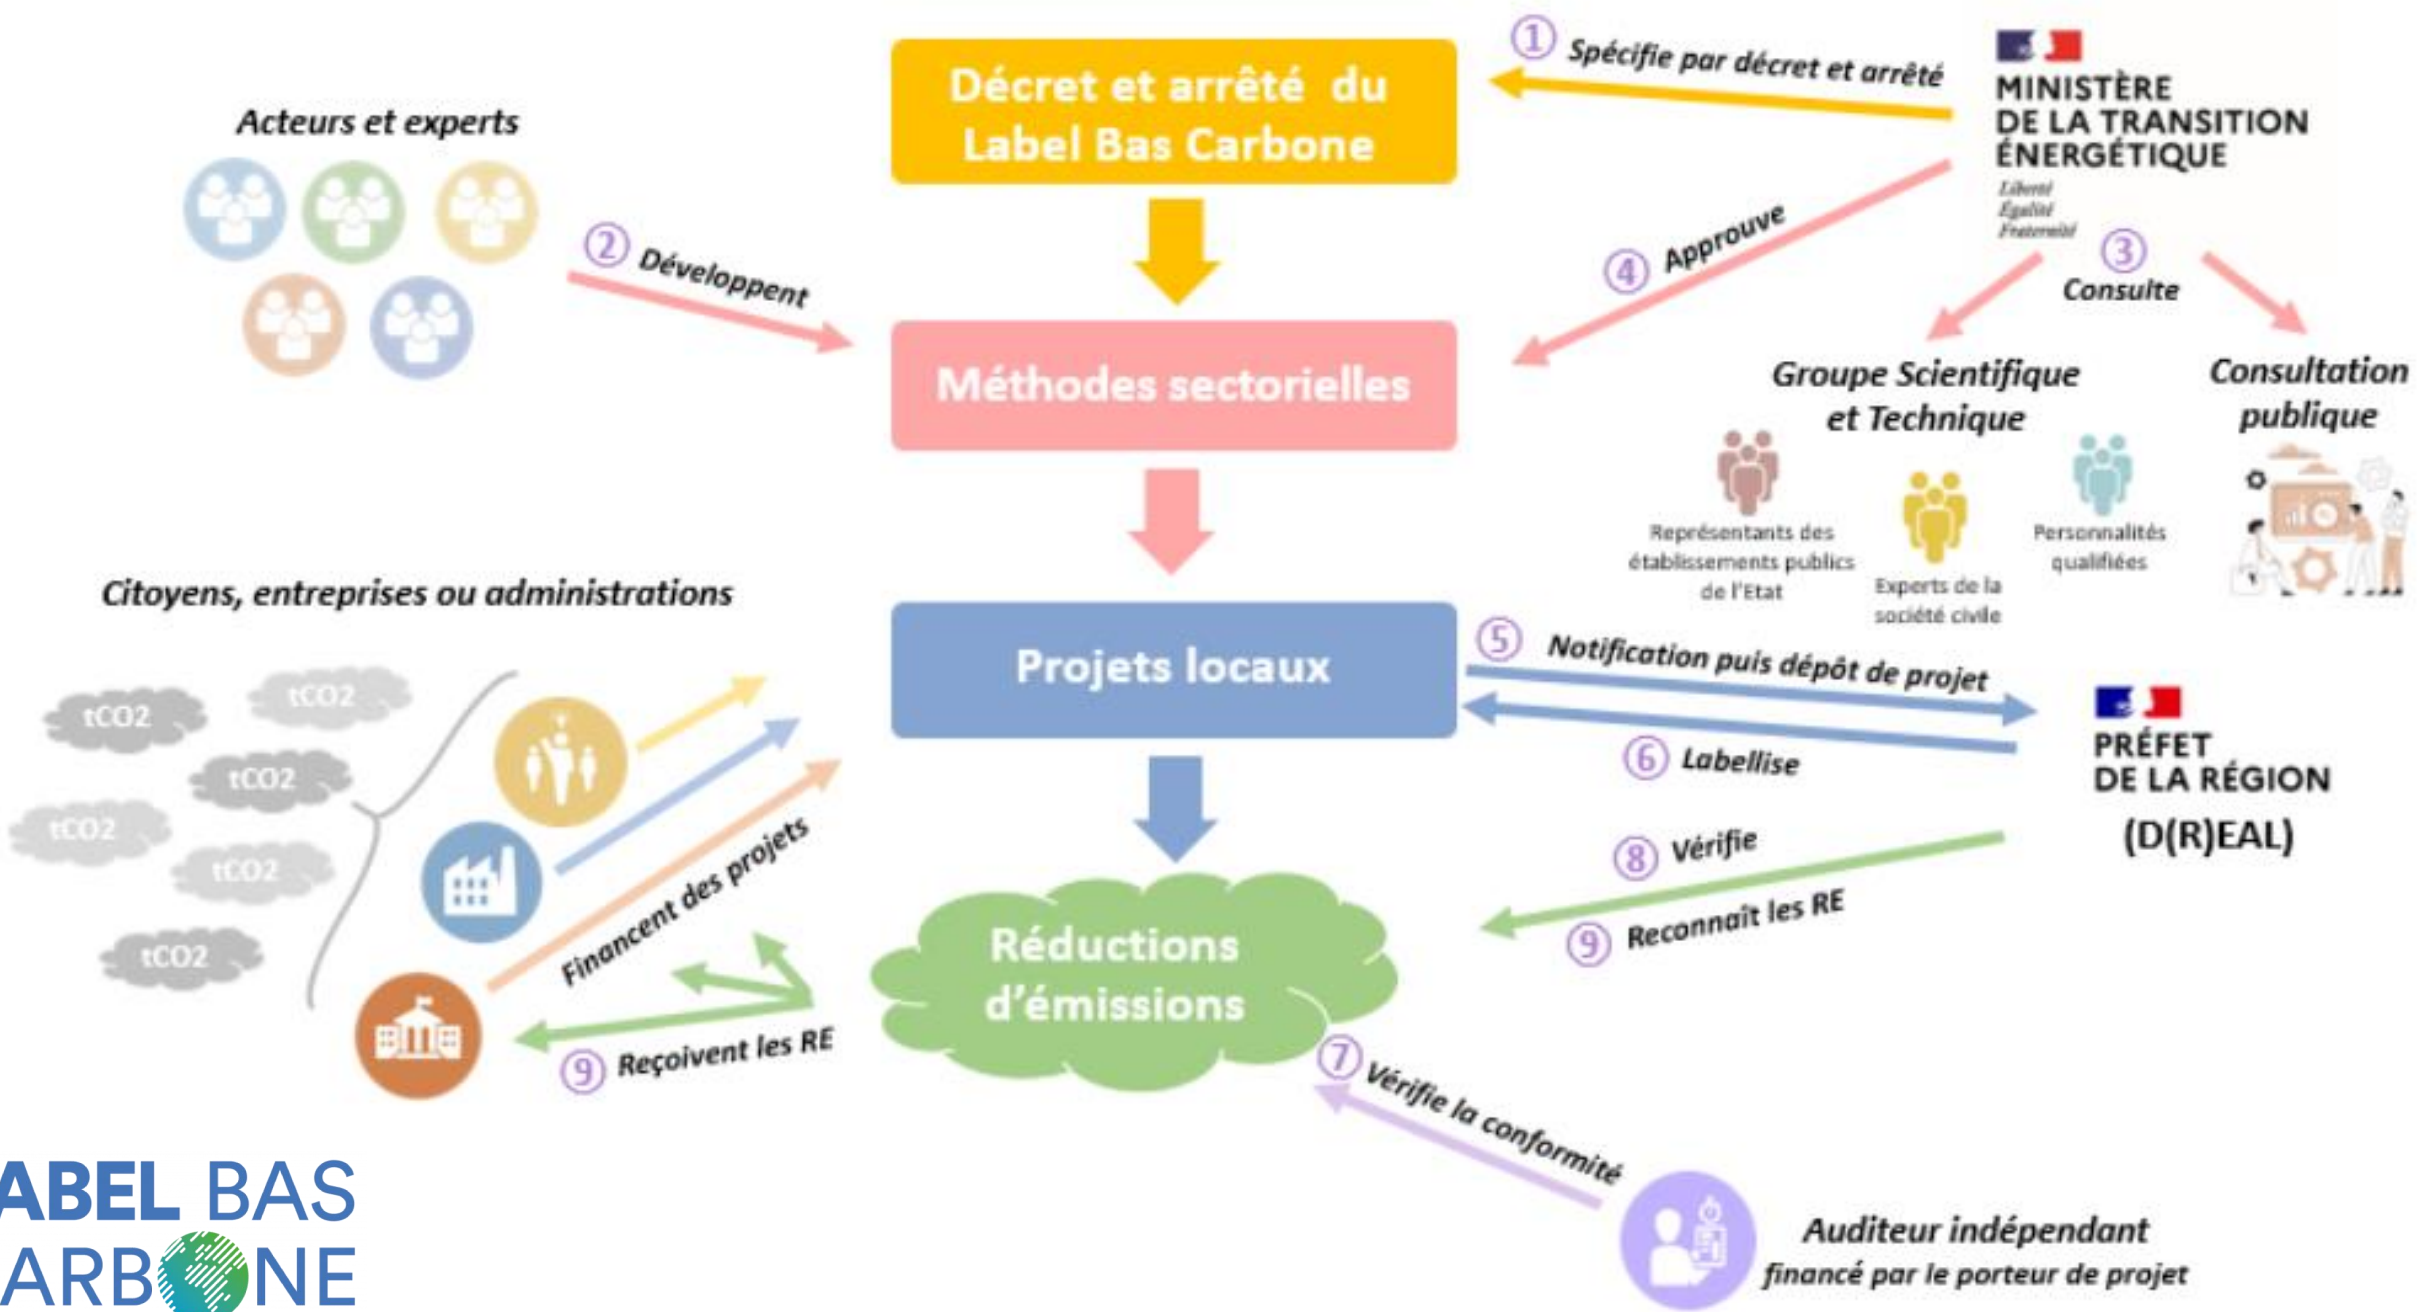 Décret et arrêté du
Label Bas Carbone
① Spécifie par décret et arrêté
MINISTÈRE
DE LA TRANSITION
ÉNERGÉTIQUE
Liberté
Égalité
Fraternité
Acteurs et experts
② Développent
④ Approuve
③
Consulte
Méthodes sectorielles
Groupe Scientifique
et Technique
Consultation
publique
Représentants des
établissements publics
de l'Etat
Experts de la
société civile
Personnalités
qualifiées
Citoyens, entreprises ou administrations
tCO2
tCO2
tCO2
tCO2
tCO2
tCO2
Financent des projets
Projets locaux
⑤ Notification puis dépôt de projet
⑥ Labellise
PRÉFET
DE LA RÉGION
(D(R)EAL)
⑧ Vérifie
⑨ Reconnaît les RE
Réductions
d'émissions
⑨ Reçoivent les RE
⑦ Vérifie la conformité
Auditeur indépendant
financé par le porteur de projet
ABEL BAS
ARBONE